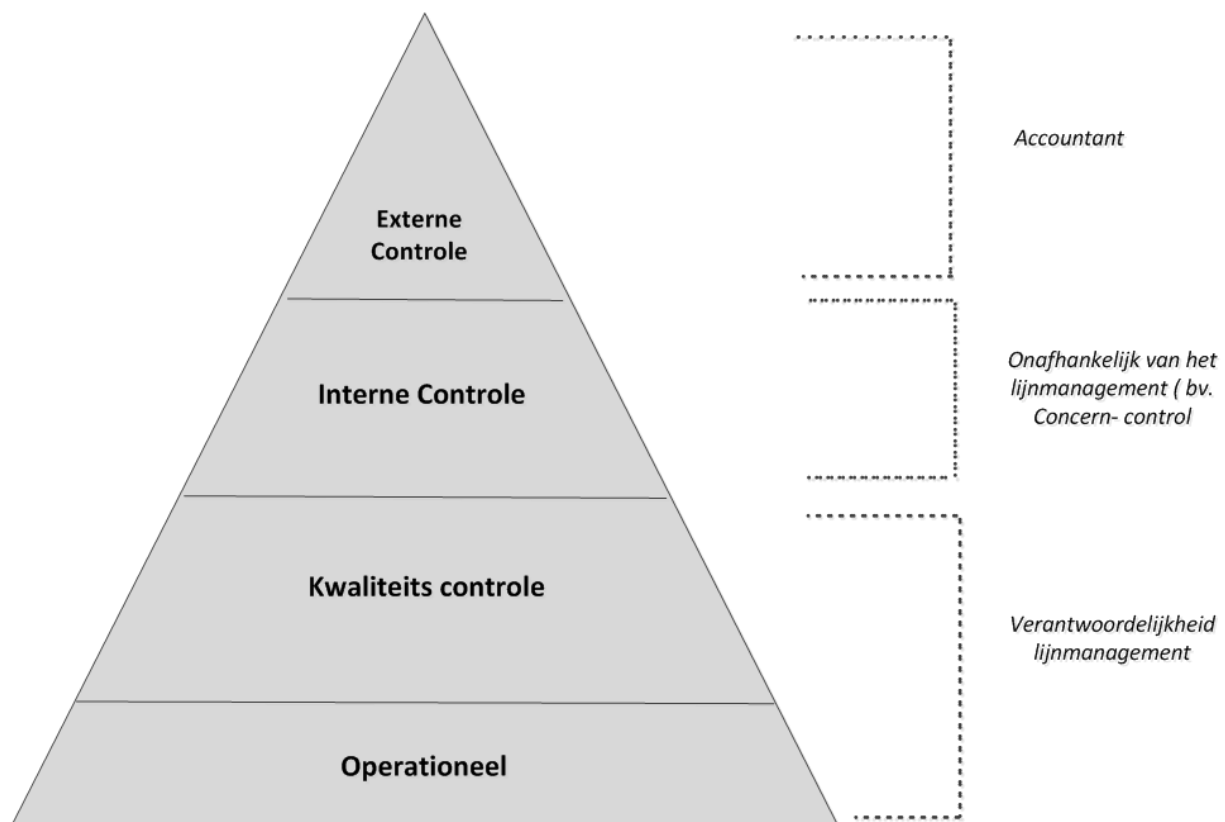 Externe
Controle
Accountant
Interne Controle
Onafhankelijk van het
lijnmanagement ( bv.
Concern- control
Kwaliteits controle
Verantwoordelijkheid
lijnmanagement
Operationeel